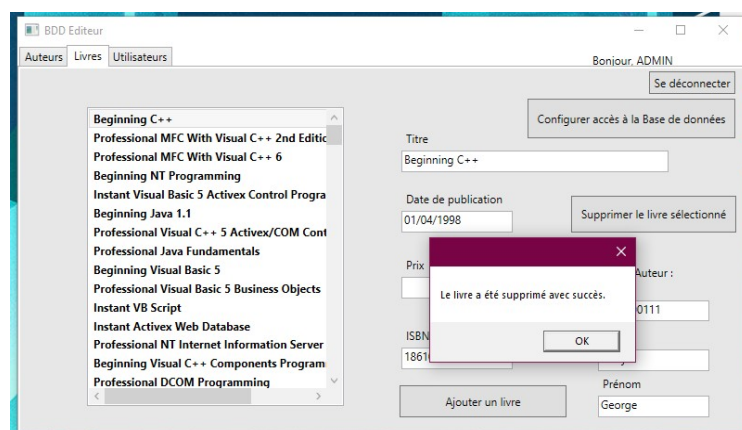 BDD Editeur
Auteurs Livres Utilisateurs
Bonjour, ADMIN
Se déconnecter
Configurer accès à la Base de données
Beginning C++
Professional MFC With Visual C++ 2nd Editic
Professional MFC With Visual C++ 6
Beginning NT Programming
Instant Visual Basic 5 Activex Control Progra
Beginning Java 1.1
Professional Visual C++ 5 Activex/COM Cont
Professional Java Fundamentals
Beginning Visual Basic 5
Professional Visual Basic 5 Business Objects
Instant VB Script
Instant Activex Web Database
Professional NT Internet Information Server
Beginning Visual C++ Components Program
Professional DCOM Programming
Titre
Beginning C++
Date de publication
01/04/1998
Supprimer le livre sélectionné
Prix
Auteur :
0111
Le livre a été supprimé avec succès.
OK
ISBN
1861
Prénom
George
Ajouter un livre